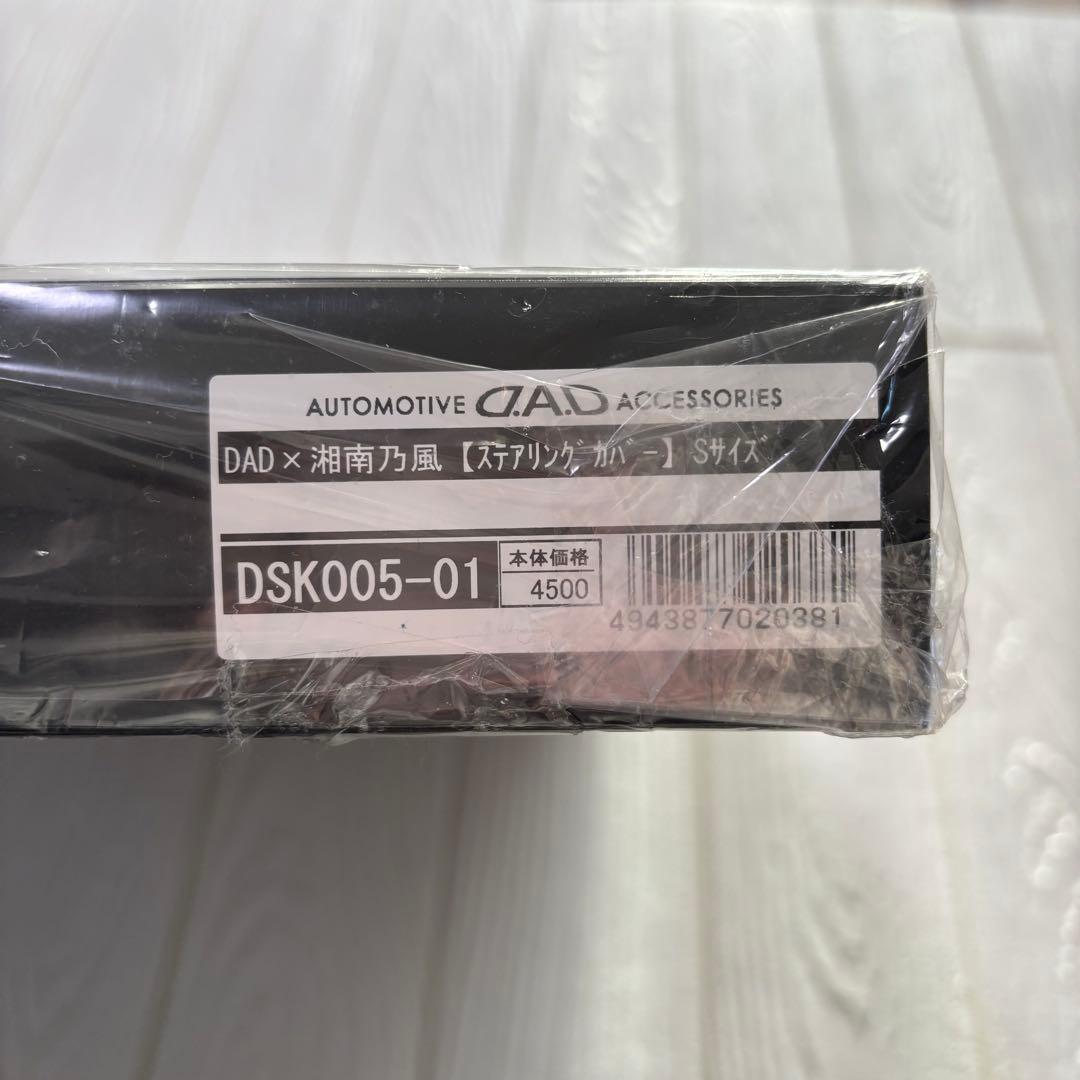 AUTOMOTIVE D.A.D ACCESSORIES
DAD×湘南乃風【ｽﾃｱﾘﾝｸﾞｶﾊﾞｰ】Sサイズ
DSK005-01
本体価格
4500
4943877020381